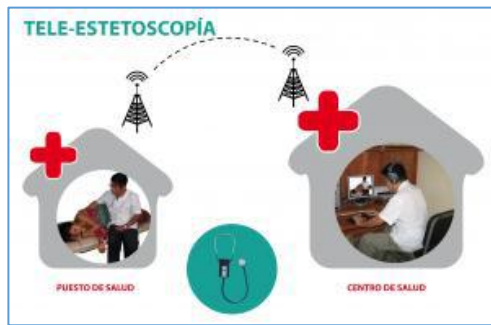 TELE-ESTETOSCOPÍA
PUESTO DE SALUD
CENTRO DE SALUD